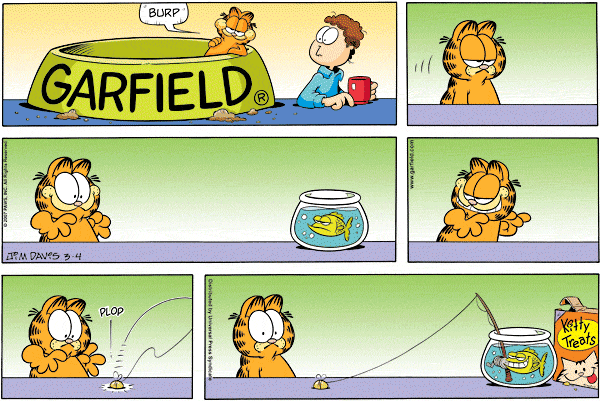 BURP
GARFIELD®
© 2007 PAWS, INC. All Rights Reserved.
JIM DAVIS 3-4
www.garfield.com
PLOP
Distributed by Universal Press Syndicate
Kitty
Treats